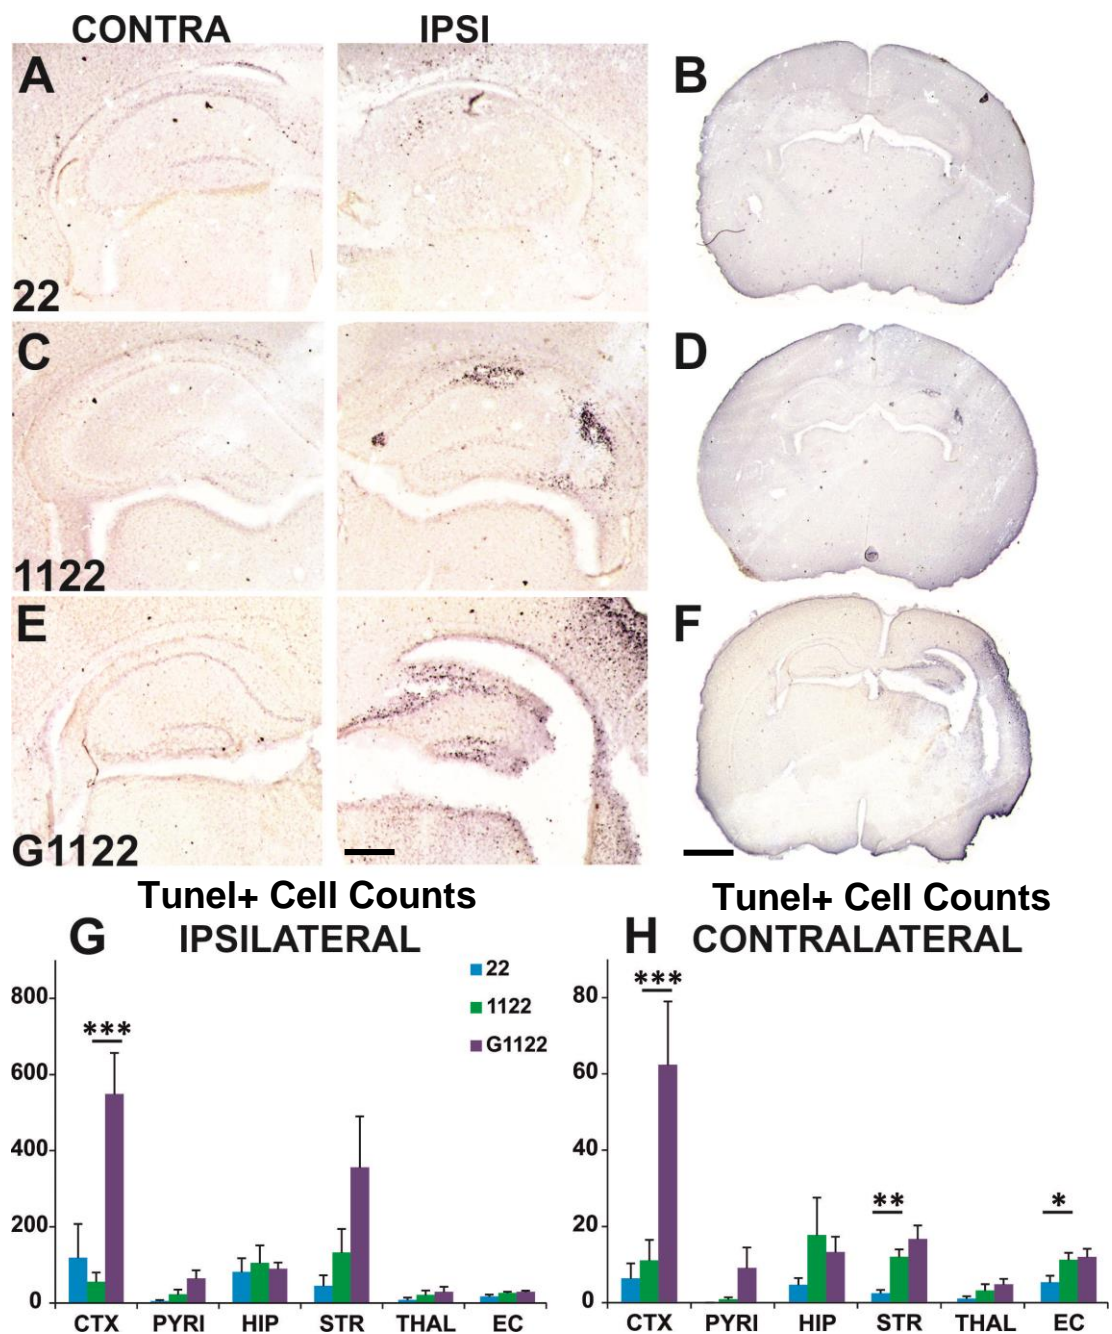 CONTRA IPSI
A B
22
C D
1122
E F
G1122
Tunel+ Cell Counts Tunel+ Cell Counts
G IPSILATERAL H CONTRALATERAL
22
1122
G1122
800
600
400
200
0
***
CTX PYRI HIP STR THAL EC
80
60
40
20
0
***
**
*
CTX PYRI HIP STR THAL EC